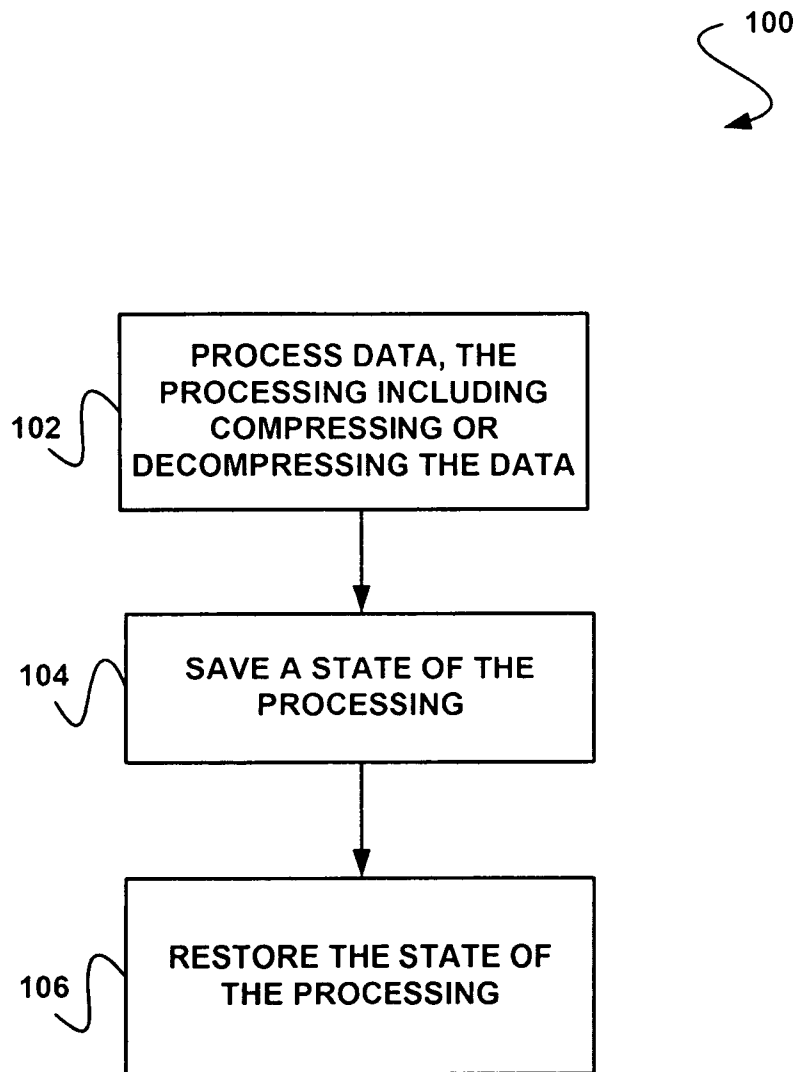 100
PROCESS DATA, THE
PROCESSING INCLUDING
COMPRESSING OR
DECOMPRESSING THE DATA
102
SAVE A STATE OF THE
PROCESSING
104
RESTORE THE STATE OF
THE PROCESSING
106